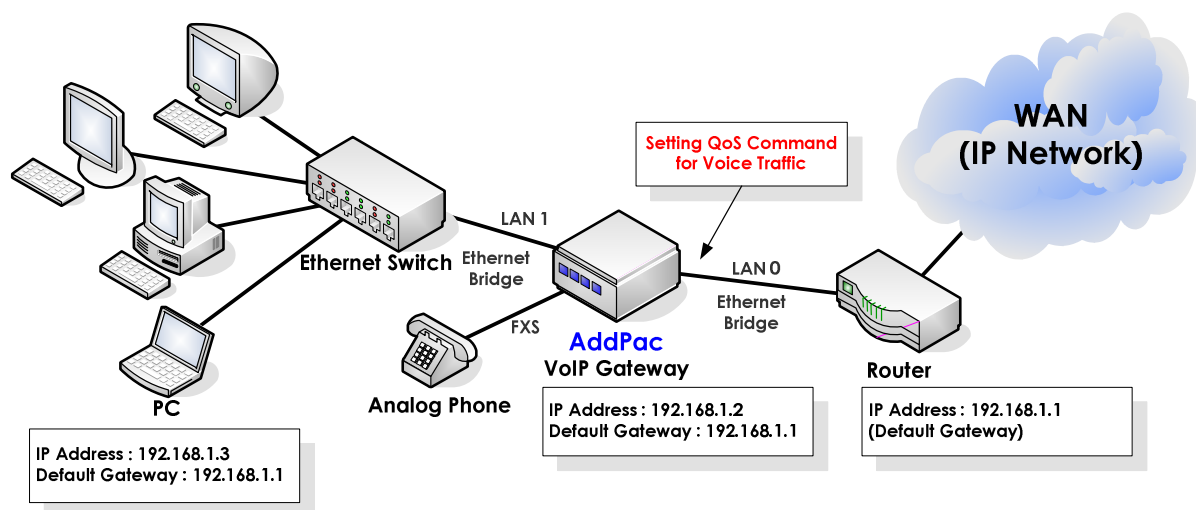 WAN
(IP Network)
Setting QoS Command
for Voice Traffic
LAN 1
Ethernet Switch
Ethernet
Bridge
LAN 0
Ethernet
Bridge
FXS
AddPac
VoIP Gateway
Router
PC
Analog Phone
IP Address : 192.168.1.2
Default Gateway : 192.168.1.1
IP Address : 192.168.1.1
(Default Gateway)
IP Address : 192.168.1.3
Default Gateway : 192.168.1.1